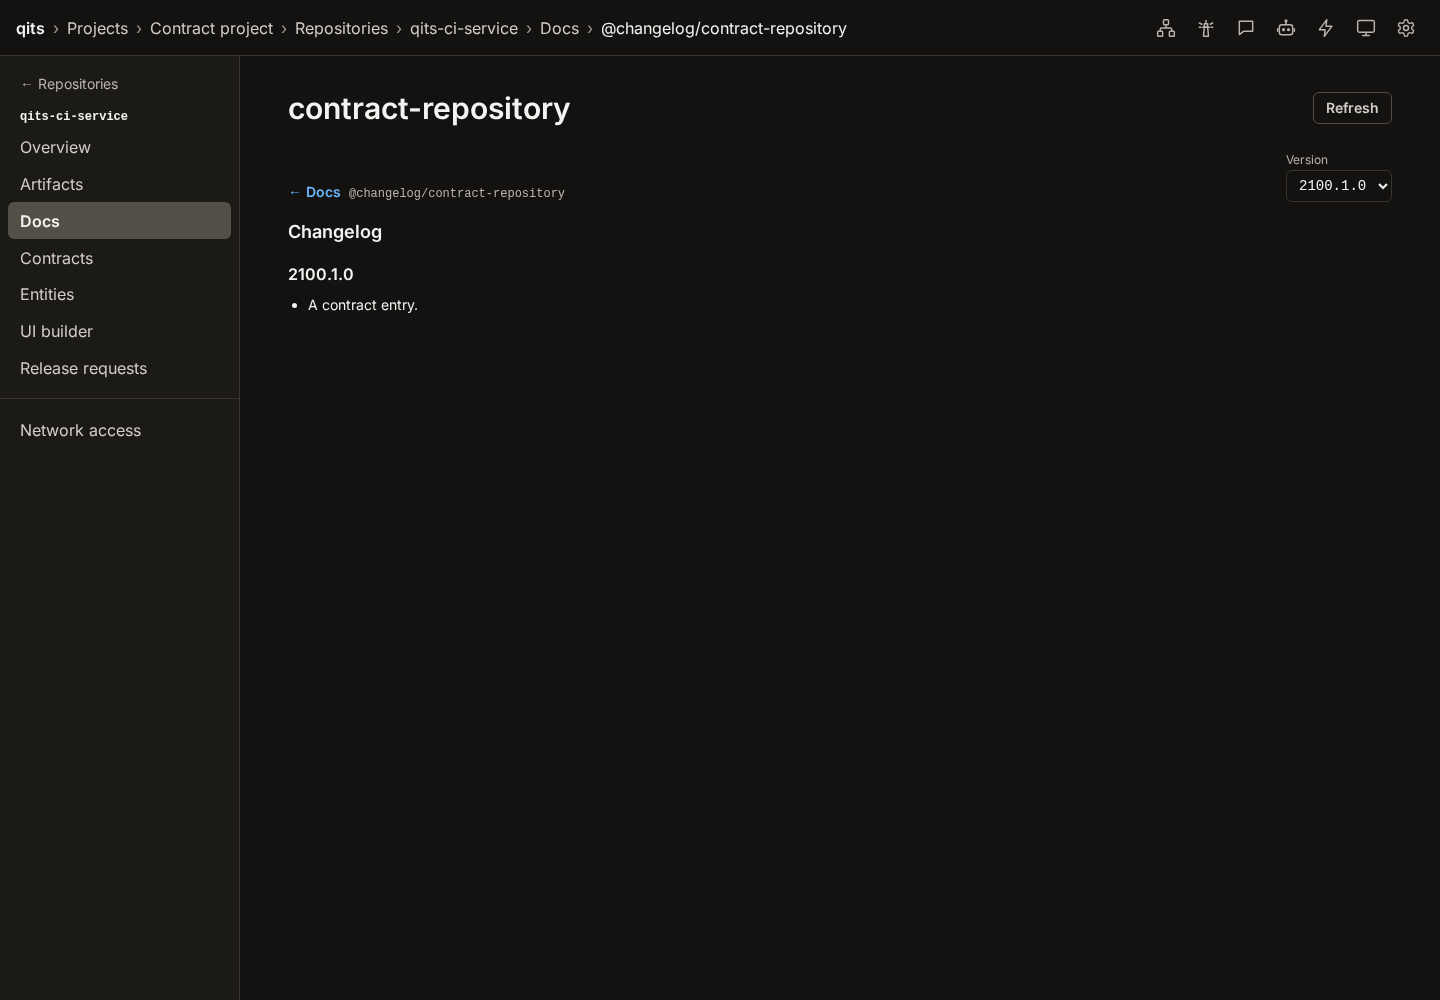 qits › Projects › Contract project › Repositories › qits-ci-service › Docs › @changelog/contract-repository
← Repositories
qits-ci-service
Overview
Artifacts
Docs
Contracts
Entities
UI builder
Release requests
Network access
contract-repository
Refresh
Version
2100.1.0
← Docs @changelog/contract-repository
Changelog
2100.1.0
• A contract entry.